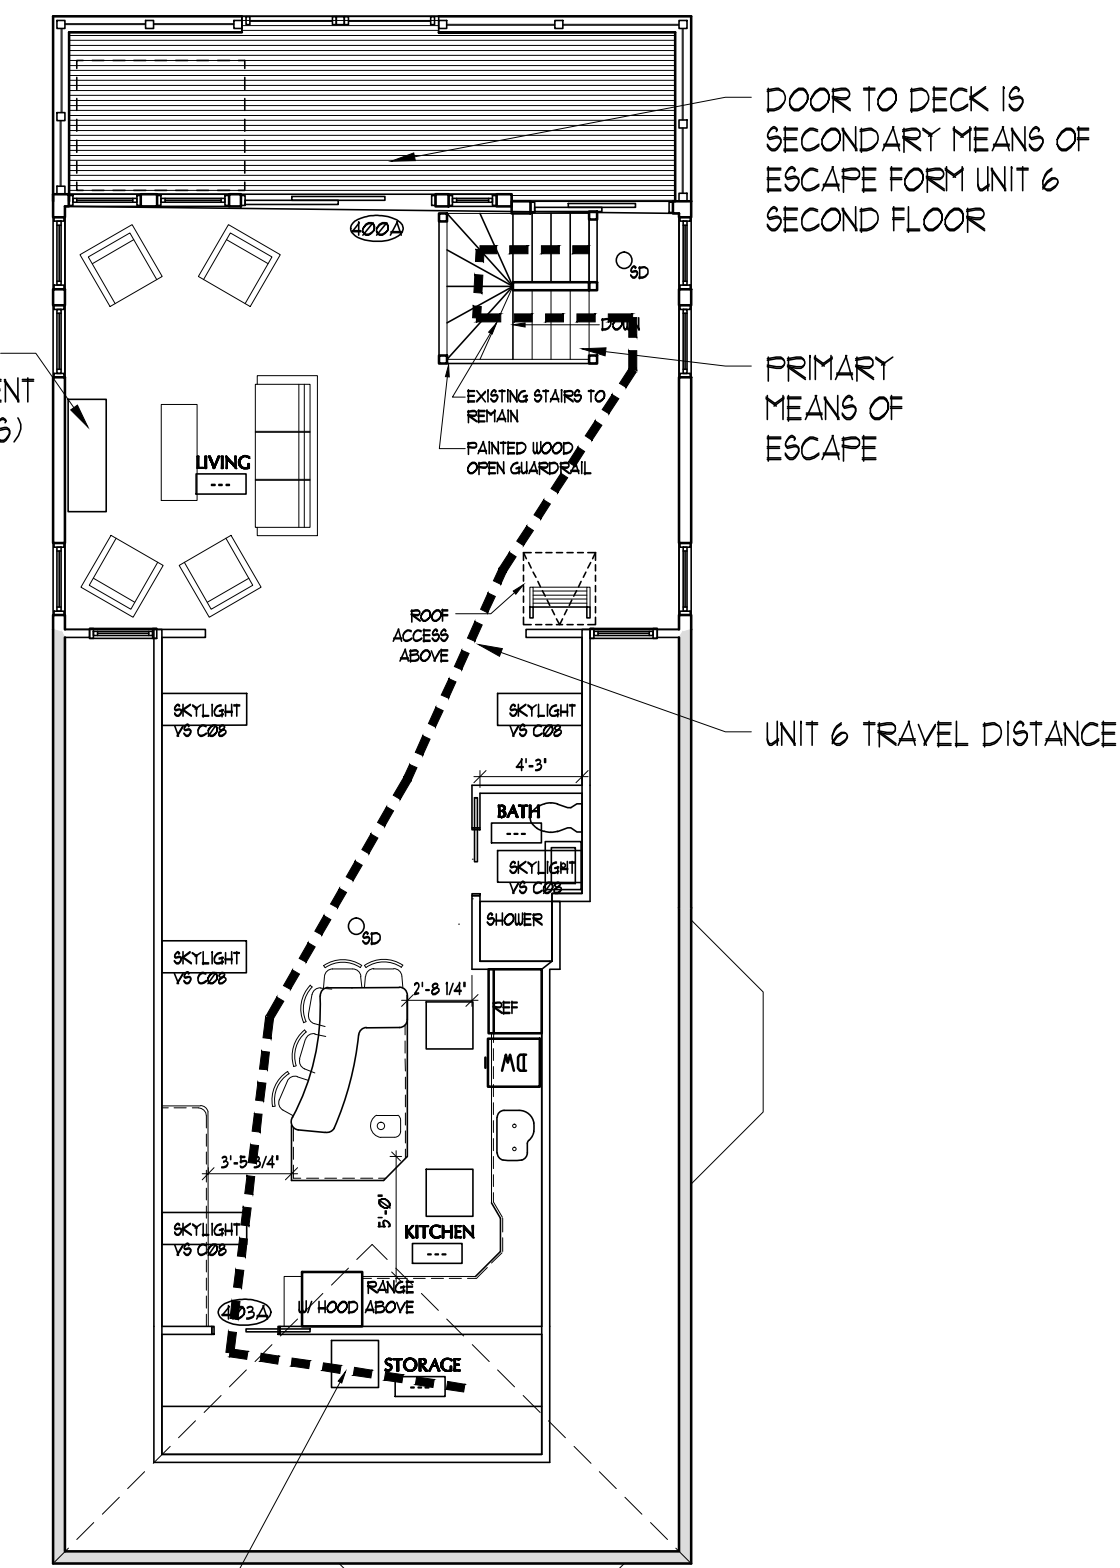 DOOR TO DECK IS
SECONDARY MEANS OF
ESCAPE FORM UNIT 6
SECOND FLOOR
400A
SD
DOWN
PRIMARY
MEANS OF
ESCAPE
EXISTING STAIRS TO
REMAIN
PAINTED WOOD
OPEN GUARDRAIL
LIVING
---
ROOF
ACCESS
ABOVE
SKYLIGHT
VS C08
SKYLIGHT
VS C08
UNIT 6 TRAVEL DISTANCE
4'-3"
BATH
---
SKYLIGHT
VS C08
SHOWER
SD
SKYLIGHT
VS C08
2'-8 1/4"
REF
DW
3'-5 3/4"
5'-0"
SKYLIGHT
VS C08
KITCHEN
---
RANGE
W/ HOOD ABOVE
403A
STORAGE
---